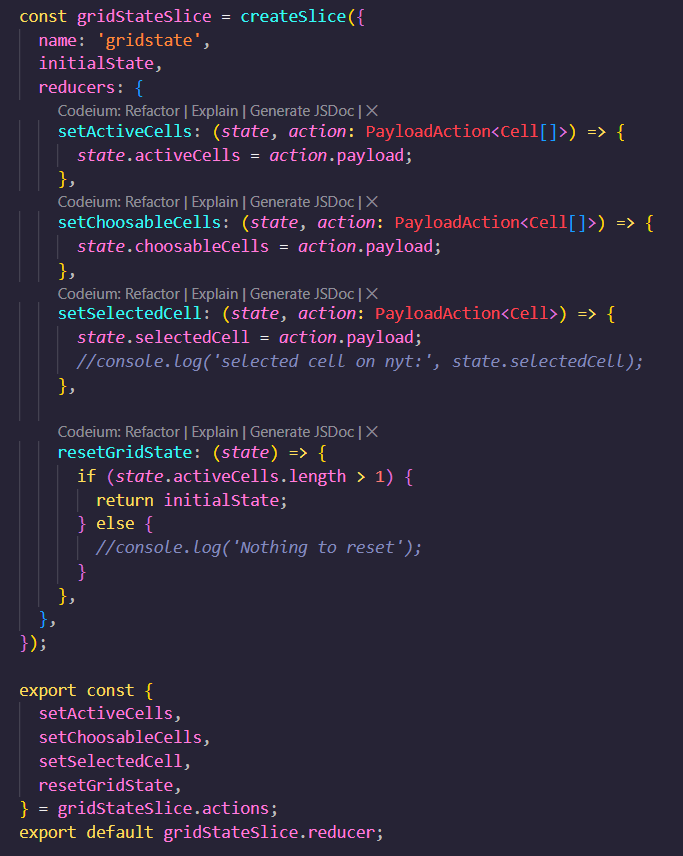 const gridStateSlice = createSlice({
  name: 'gridstate',
  initialState,
  reducers: {
    Codeium: Refactor | Explain | Generate JSDoc | ×
    setActiveCells: (state, action: PayloadAction<Cell[]>) => {
      state.activeCells = action.payload;
    },
    Codeium: Refactor | Explain | Generate JSDoc | ×
    setChoosableCells: (state, action: PayloadAction<Cell[]>) => {
      state.choosableCells = action.payload;
    },
    Codeium: Refactor | Explain | Generate JSDoc | ×
    setSelectedCell: (state, action: PayloadAction<Cell>) => {
      state.selectedCell = action.payload;
      //console.log('selected cell on nyt:', state.selectedCell);
    },

    Codeium: Refactor | Explain | Generate JSDoc | ×
    resetGridState: (state) => {
      if (state.activeCells.length > 1) {
        return initialState;
      } else {
        //console.log('Nothing to reset');
      }
    },
  },
});

export const {
  setActiveCells,
  setChoosableCells,
  setSelectedCell,
  resetGridState,
} = gridStateSlice.actions;
export default gridStateSlice.reducer;